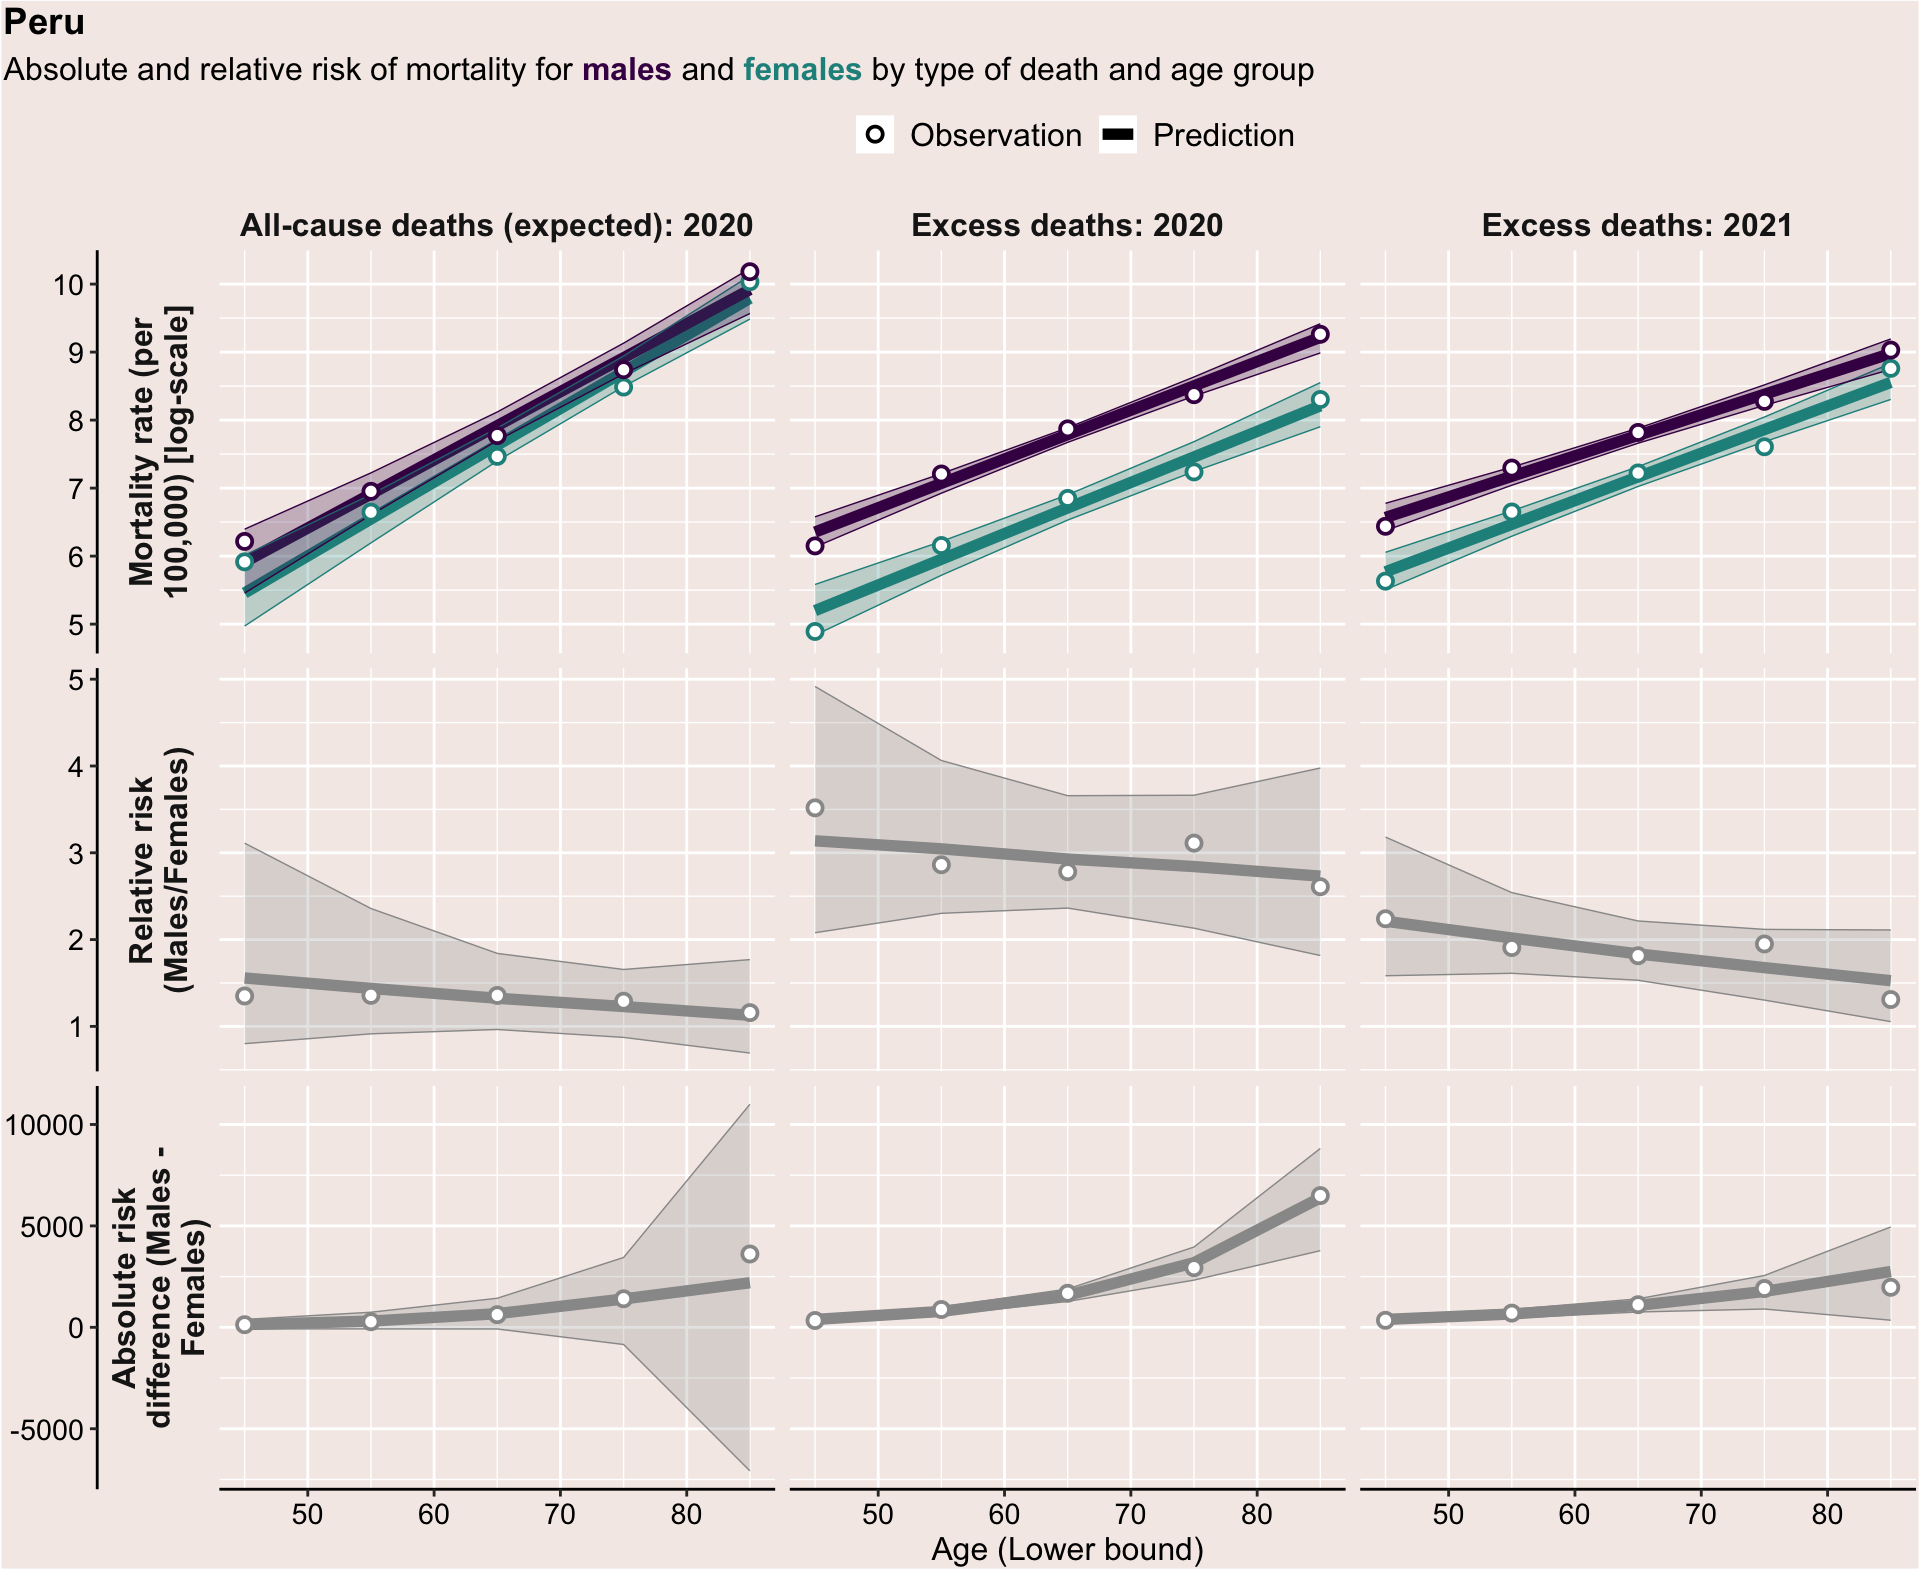 Peru
Absolute and relative risk of mortality for males and females by type of death and age group
Observation Prediction
All-cause deaths (expected): 2020 Excess deaths: 2020 Excess deaths: 2021
Mortality rate (per
100,000) [log-scale]
10
9
8
7
6
5
Relative risk
(Males/Females)
5
4
3
2
1
Absolute risk
difference (Males -
Females)
10000
5000
0
-5000
50 60 70 80 50 60 70 80 50 60 70 80
Age (Lower bound)